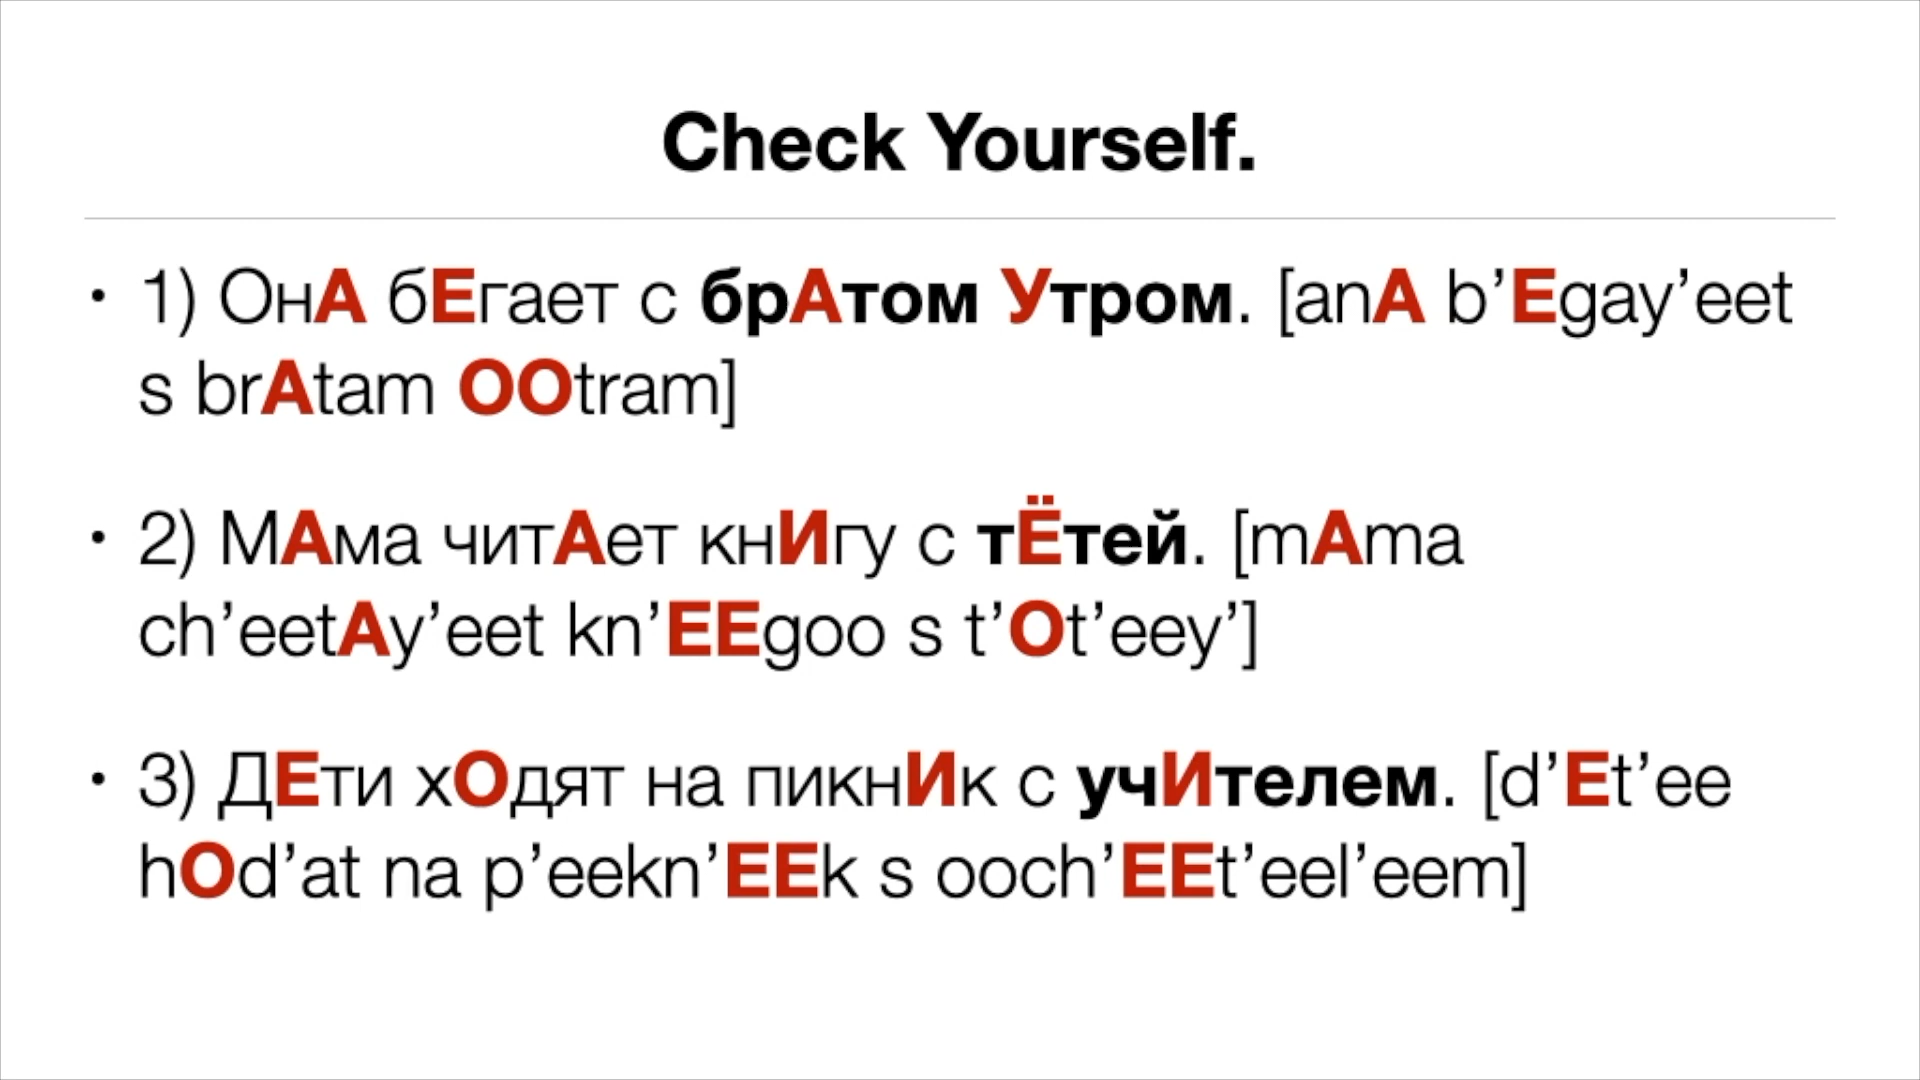 Check Yourself.
• 1) ОнА бЕгает с брАтом Утром. [anA b’Egay’eet
s brAtam OOtram]
• 2) МАма читАет кнИгу с тЁтей. [mAma
ch’eetAy’eet kn’EEgoo s t’Ot’eey’]
• 3) ДЕти хОдят на пикнИк с учИтелем. [d’Et’ee
hOd’at na p’eekn’EEk s ooch’EEt’eel’eem]